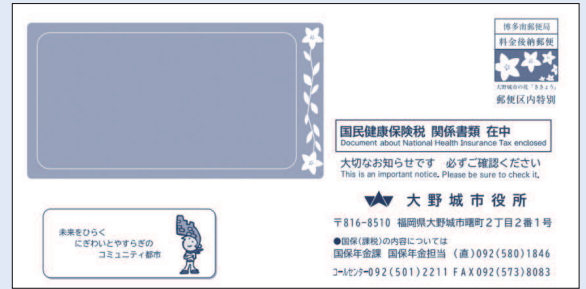 博多南郵便局
料金後納郵便
大野城市の花「ききょう」
郵便区内特別
国民健康保険税 関係書類 在中
Document about National Health Insurance Tax enclosed
大切なお知らせです 必ずご確認ください
This is an important notice. Please be sure to check it.
大野城市役所
〒816-8510 福岡県大野城市曙町2丁目2番1号
●国保(課税)の内容については
国保年金課 国保年金担当 (直)092(580)1846
コールセンター092(501)2211 FAX092(573)8083
未来をひらく
にぎわいとやすらぎの
コミュニティ都市